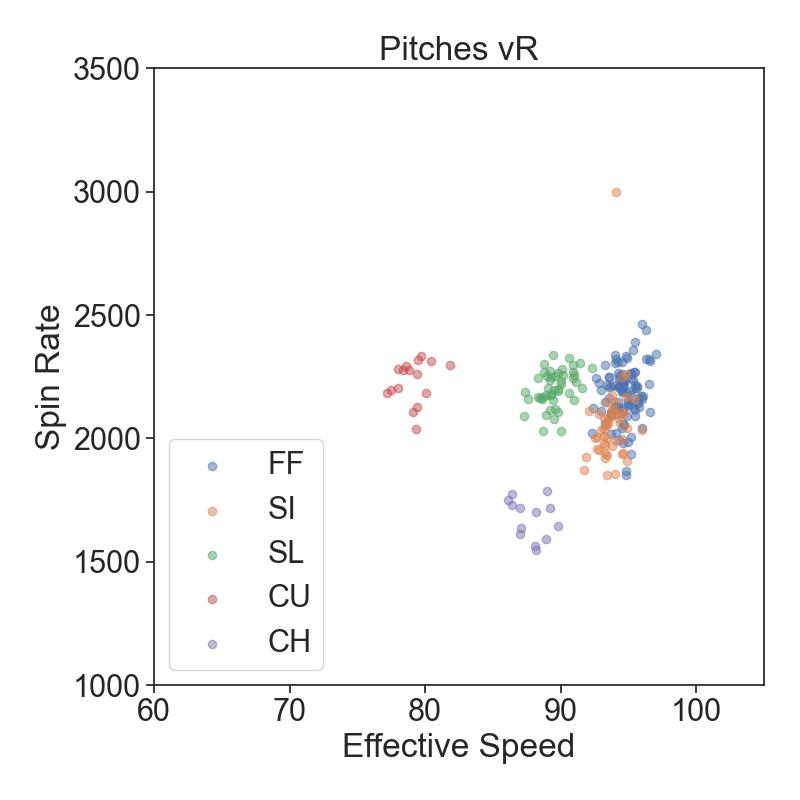 Pitches vR
3500
3000
2500
2000
1500
1000
Spin Rate
FF
SI
SL
CU
CH
60 70 80 90 100
Effective Speed